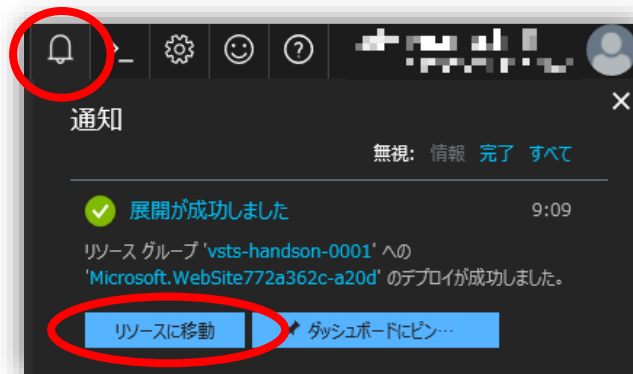 通知
無視: 情報 完了 すべて
展開が成功しました 9:09
リソース グループ 'vsts-handson-0001' への
'Microsoft.WebSite772a362c-a20d' のデプロイが成功しました。
リソースに移動 ダッシュボードにピン…